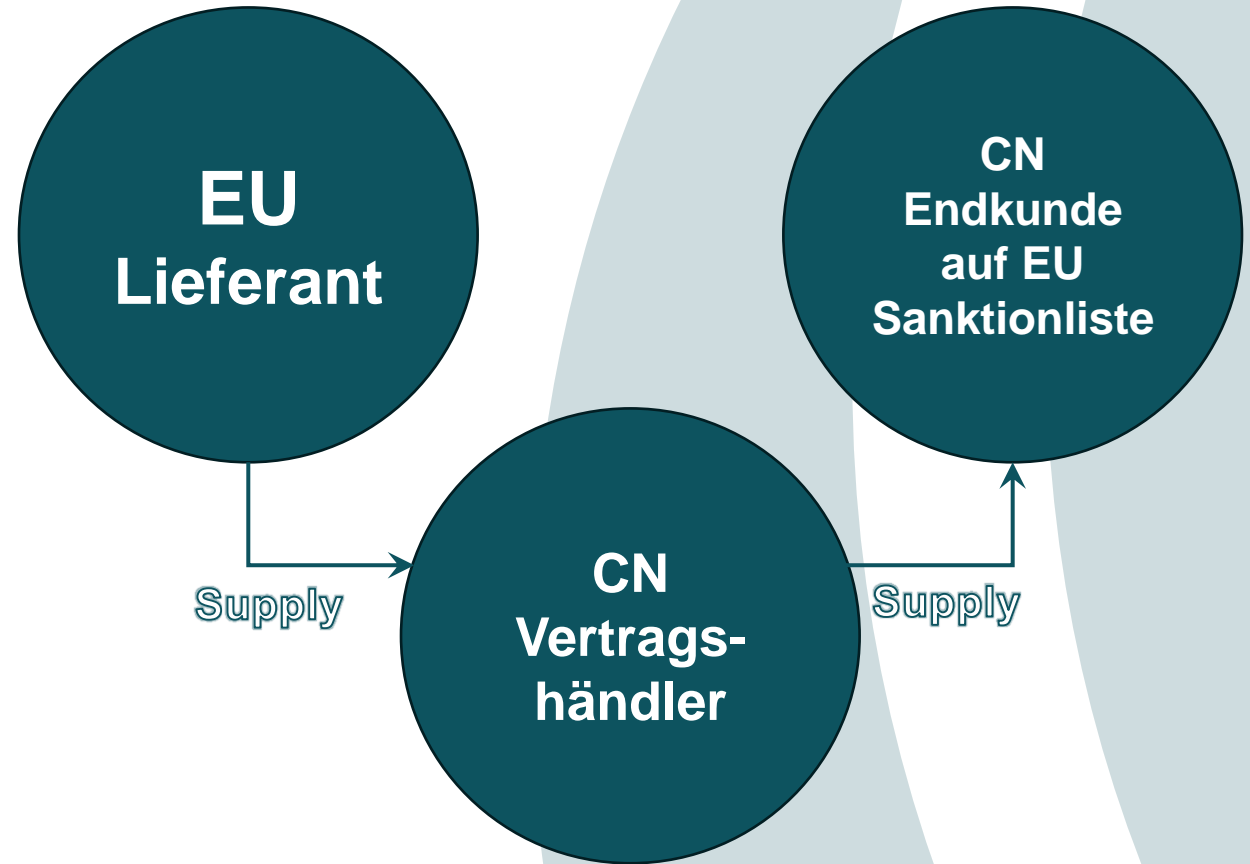 EU
Lieferant
CN
Endkunde
auf EU
Sanktionliste
Supply
CN
Vertrags-
händler
Supply